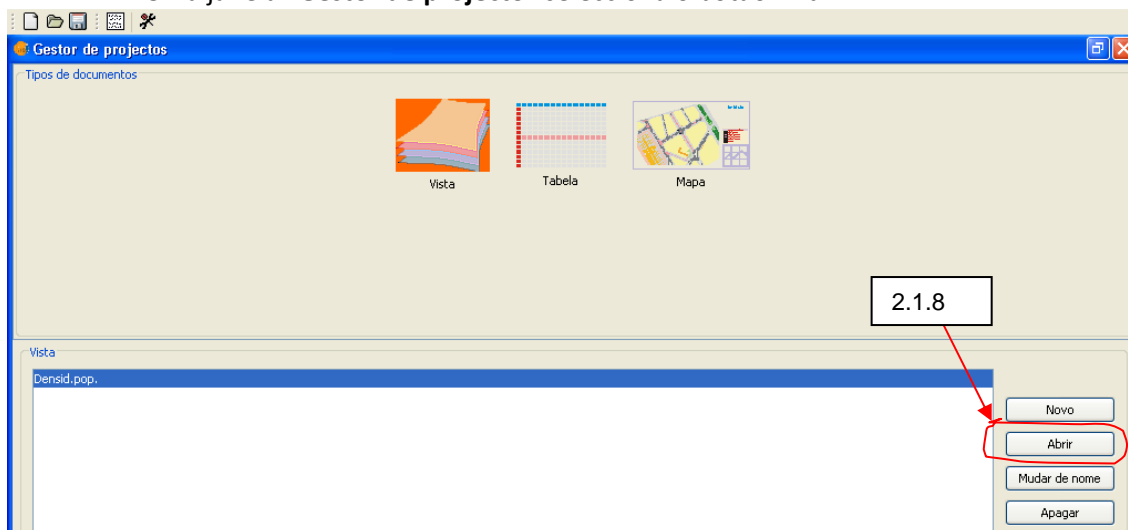 Gestor de projectos
Tipos de documentos
Vista
Tabela
Mapa
2.1.8
Vista
Densid.pop.
Novo
Abrir
Mudar de nome
Apagar